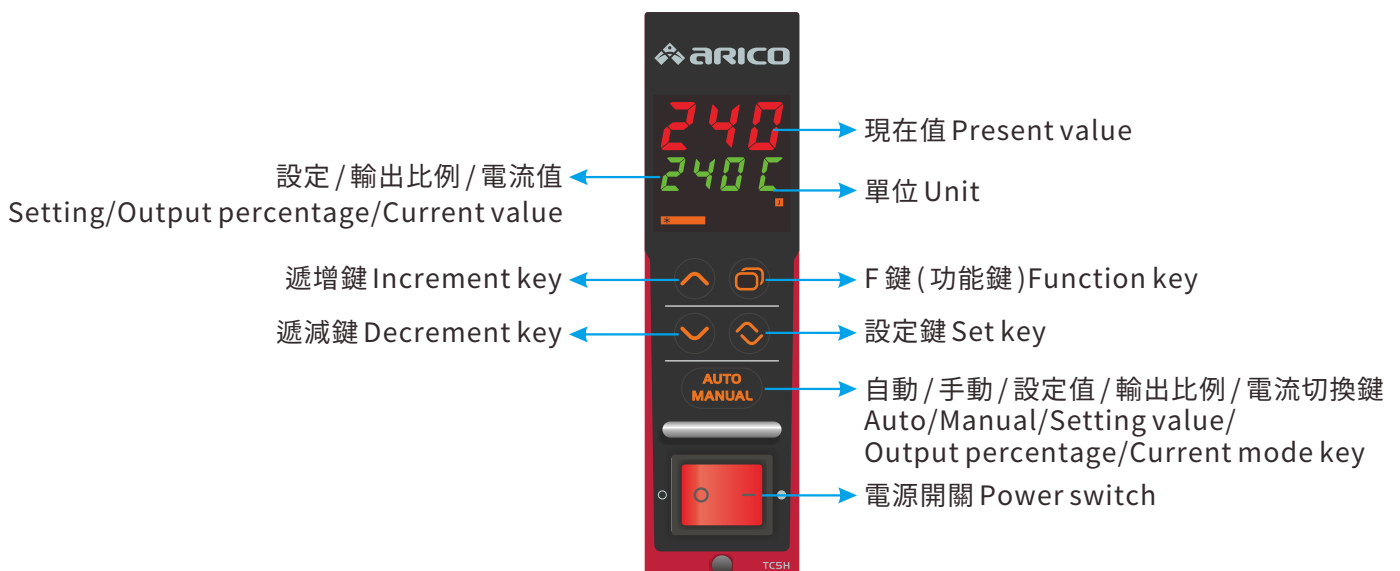 ARICO
240
現在值 Present value
設定 / 輸出比例 / 電流值
Setting/Output percentage/Current value
240 C
單位 Unit
遞增鍵 Increment key
F 鍵 ( 功能鍵 ) Function key
遞減鍵 Decrement key
設定鍵 Set key
AUTO
MANUAL
自動 / 手動 / 設定值 / 輸出比例 / 電流切換鍵
Auto/Manual/Setting value/
Output percentage/Current mode key
電源開關 Power switch
TC5H